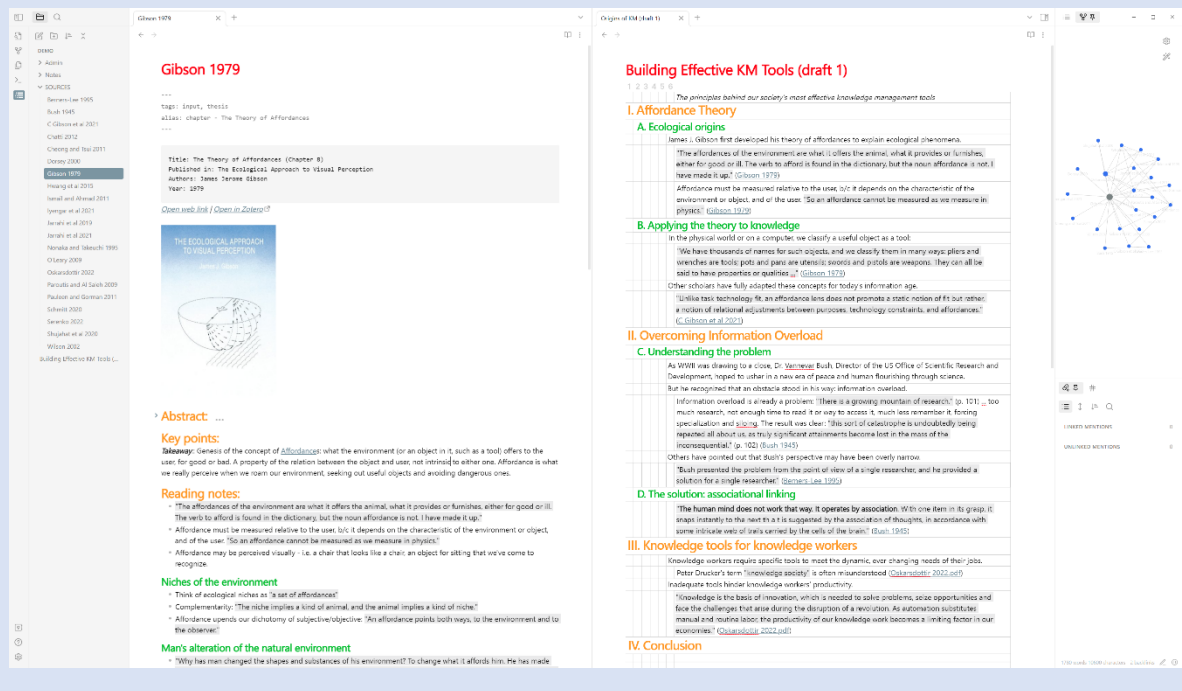 Gibson 1979
Origins of KM (draft 1)
DEMO
Admin
Notes
SOURCES
Berners-Lee 1995
Bush 1945
C Gibson et al 2021
Chatti 2012
Cheong and Tsui 2011
Dorsey 2000
Gibson 1979
Hwang et al 2015
Ismail and Ahmad 2011
Iyengar et al 2021
Jarrahi et al 2019
Jarrahi et al 2021
Nonaka and Takeuchi 1995
O'Leary 2009
Oskarsdottir 2022
Paroutis and Al Saleh 2009
Pauleen and Gorman 2011
Schmitt 2020
Serenko 2022
Shujahat et al 2020
Wilson 2002
Building Effective KM Tools (...
Gibson 1979
---
tags: input, thesis
alias: chapter - The Theory of Affordances
---
Title: The Theory of Affordances (Chapter 8)
Published in: The Ecological Approach to Visual Perception
Authors: James Jerome Gibson
Year: 1979
Open web link | Open in Zotero
THE ECOLOGICAL APPROACH
TO VISUAL PERCEPTION
James J. Gibson
Abstract: ...
Key points:
Takeaway: Genesis of the concept of Affordances: what the environment (or an object in it, such as a tool) offers to the
user, for good or bad. A property of the relation between the object and user, not intrinsic to either one. Affordance is what
we really perceive when we roam our environment, seeking out useful objects and avoiding dangerous ones.
Reading notes:
• "The affordances of the environment are what it offers the animal, what it provides or furnishes, either for good or ill.
The verb to afford is found in the dictionary, but the noun affordance is not. I have made it up."
• Affordance must be measured relative to the user, b/c it depends on the characteristic of the environment or object,
and of the user. "So an affordance cannot be measured as we measure in physics."
• Affordance may be perceived visually - i.e. a chair that looks like a chair, an object for sitting that we've come to
recognize.
Niches of the environment
• Think of ecological niches as "a set of affordances"
• Complementarity: "The niche implies a kind of animal, and the animal implies a kind of niche."
• Affordance upends our dichotomy of subjective/objective: "An affordance points both ways, to the environment and to
the observer."
Man's alteration of the natural environment
• "Why has man changed the shapes and substances of his environment? To change what it affords him. He has made
Building Effective KM Tools (draft 1)
1 2 3 4 5 6
The principles behind our society's most effective knowledge management tools
I. Affordance Theory
A. Ecological origins
James J. Gibson first developed his theory of affordances to explain ecological phenomena.
"The affordances of the environment are what it offers the animal, what it provides or furnishes,
either for good or ill. The verb to afford is found in the dictionary, but the noun affordance is not. I
have made it up." (Gibson 1979)
Affordance must be measured relative to the user, b/c it depends on the characteristic of the
environment or object, and of the user. "So an affordance cannot be measured as we measure in
physics." (Gibson 1979)
B. Applying the theory to knowledge
In the physical world or on a computer, we classify a useful object as a tool:
"We have thousands of names for such objects, and we classify them in many ways: pliers and
wrenches are tools; pots and pans are utensils; swords and pistols are weapons. They can all be
said to have properties or qualities ..." (Gibson 1979)
Other scholars have fully adapted these concepts for today's information age.
"Unlike task technology fit, an affordance lens does not promote a static notion of fit but rather,
a notion of relational adjustments between purposes, technology constraints, and affordances."
(C Gibson et al 2021)
II. Overcoming Information Overload
C. Understanding the problem
As WWII was drawing to a close, Dr. Vannevar Bush, Director of the US Office of Scientific Research and
Development, hoped to usher in a new era of peace and human flourishing through science.
But he recognized that an obstacle stood in his way: information overload.
Information overload is already a problem: "There is a growing mountain of research." (p. 101) ... too
much research, not enough time to read it or way to access it, much less remember it, forcing
specialization and siloing. The result was clear: "this sort of catastrophe is undoubtedly being
repeated all about us, as truly significant attainments become lost in the mass of the
inconsequential." (p. 102) (Bush 1945)
Others have pointed out that Bush's perspective may have been overly narrow.
"Bush presented the problem from the point of view of a single researcher, and he provided a
solution for a single researcher." (Berners-Lee 1995)
D. The solution: associational linking
"The human mind does not work that way. It operates by association. With one item in its grasp, it
snaps instantly to the next th a t is suggested by the association of thoughts, in accordance with
some intricate web of trails carried by the cells of the brain." (Bush 1945)
III. Knowledge tools for knowledge workers
Knowledge workers require specific tools to meet the dynamic, ever changing needs of their jobs.
Peter Drucker's term "knowledge society" is often misunderstood (Oskarsdottir 2022.pdf)
Inadequate tools hinder knowledge workers' productivity.
"Knowledge is the basis of innovation, which is needed to solve problems, seize opportunities and
face the challenges that arise during the disruption of a revolution. As automation substitutes
manual and routine labor, the productivity of our knowledge work becomes a limiting factor in our
economies." (Oskarsdottir 2022.pdf)
IV. Conclusion
LINKED MENTIONS
UNLINKED MENTIONS